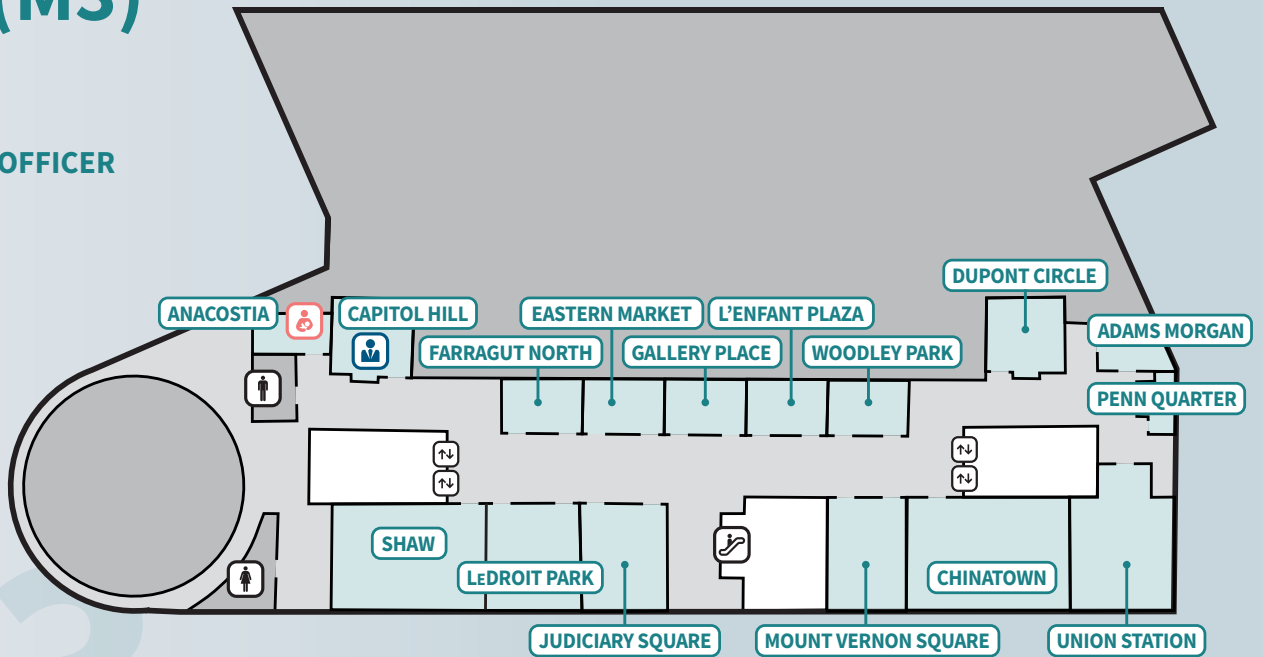 (M3)
OFFICER
DUPONT CIRCLE
ANACOSTIA
CAPITOL HILL
EASTERN MARKET
L'ENFANT PLAZA
ADAMS MORGAN
FARRAGUT NORTH
GALLERY PLACE
WOODLEY PARK
PENN QUARTER
SHAW
LEDROIT PARK
CHINATOWN
JUDICIARY SQUARE
MOUNT VERNON SQUARE
UNION STATION